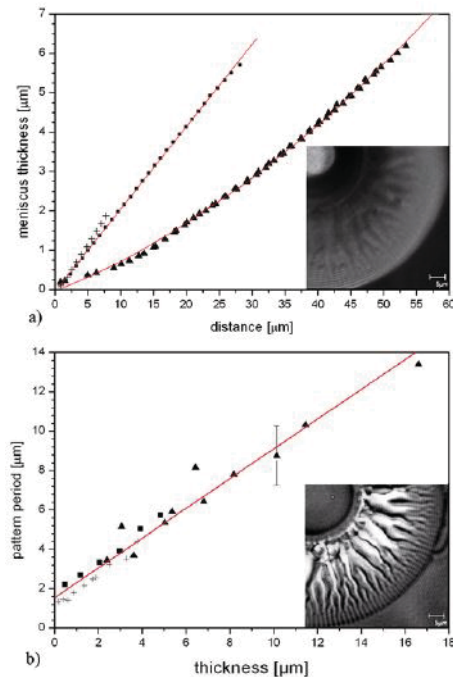 7
6
5
4
3
2
1
0
meniscus thickness [µm]
0 5 10 15 20 25 30 35 40 45 50 55 60
distance [µm]
5µm
a)
14
12
10
8
6
4
2
0
pattern period [µm]
0 2 4 6 8 10 12 14 16 18
thickness [µm]
5µm
b)